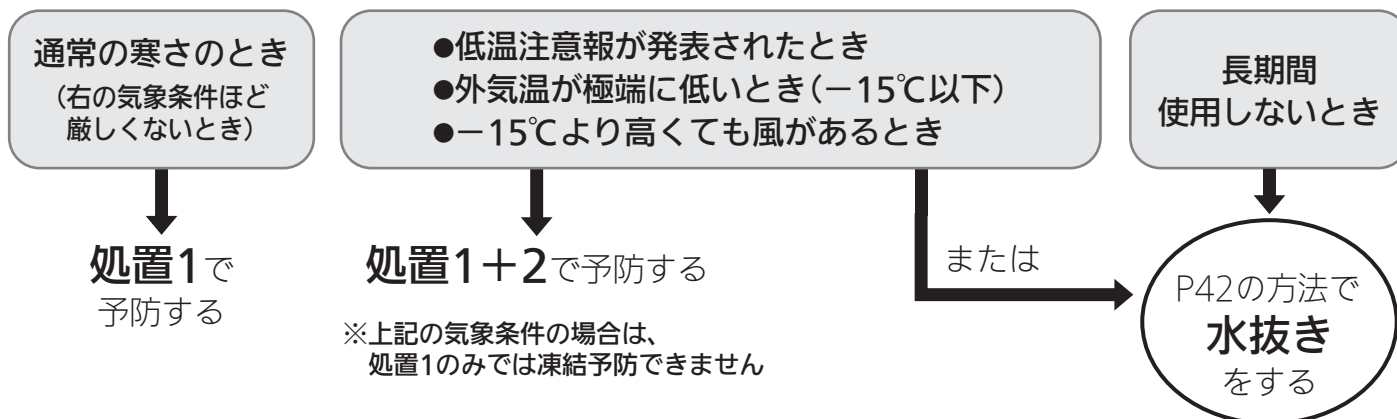 通常の寒さのとき
（右の気象条件ほど
厳しくないとき）
●低温注意報が発表されたとき
●外気温が極端に低いとき（－15℃以下）
●－15℃より高くても風があるとき
長期間
使用しないとき
処置1で
予防する
処置1＋2で予防する
※上記の気象条件の場合は、
処置1のみでは凍結予防できません
または
P42の方法で
水抜き
をする